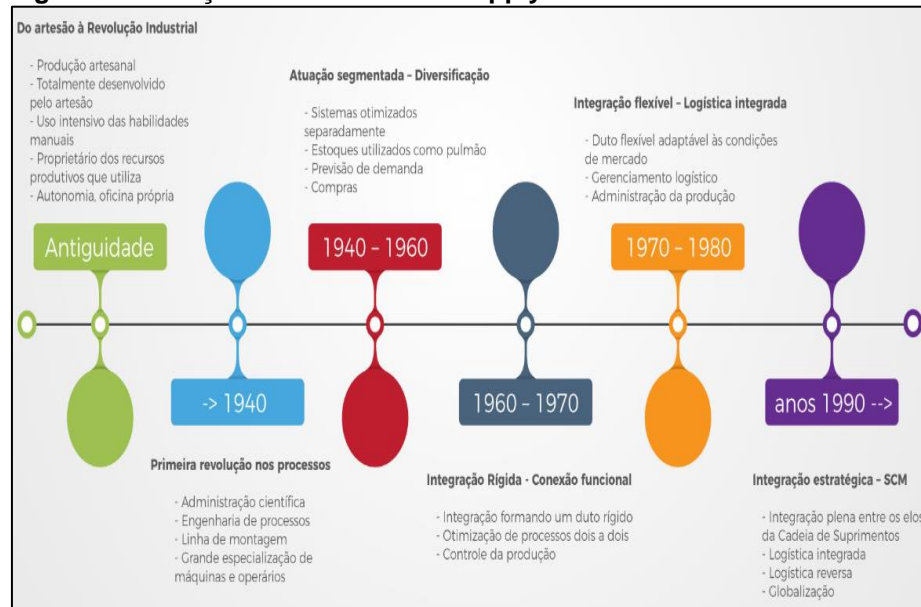 Do artesão à Revolução Industrial
- Produção artesanal
- Totalmente desenvolvido
pelo artesão
- Uso intensivo das habilidades
manuais
- Proprietário dos recursos
produtivos que utiliza
- Autonomia, oficina própria
Antiguidade
-> 1940
Primeira revolução nos processos
- Administração científica
- Engenharia de processos
- Linha de montagem
- Grande especialização de
máquinas e operários
Atuação segmentada - Diversificação
- Sistemas otimizados
separadamente
- Estoques utilizados como pulmão
- Previsão de demanda
- Compras
1940 - 1960
1960 - 1970
Integração Rígida - Conexão funcional
- Integração formando um duto rígido
- Otimização de processos dois a dois
- Controle da produção
Integração flexível - Logística integrada
- Duto flexível adaptável às condições
de mercado
- Gerenciamento logístico
- Administração da produção
1970 - 1980
anos 1990 -->
Integração estratégica - SCM
- Integração plena entre os elos
da Cadeia de Suprimentos
- Logística integrada
- Logística reversa
- Globalização